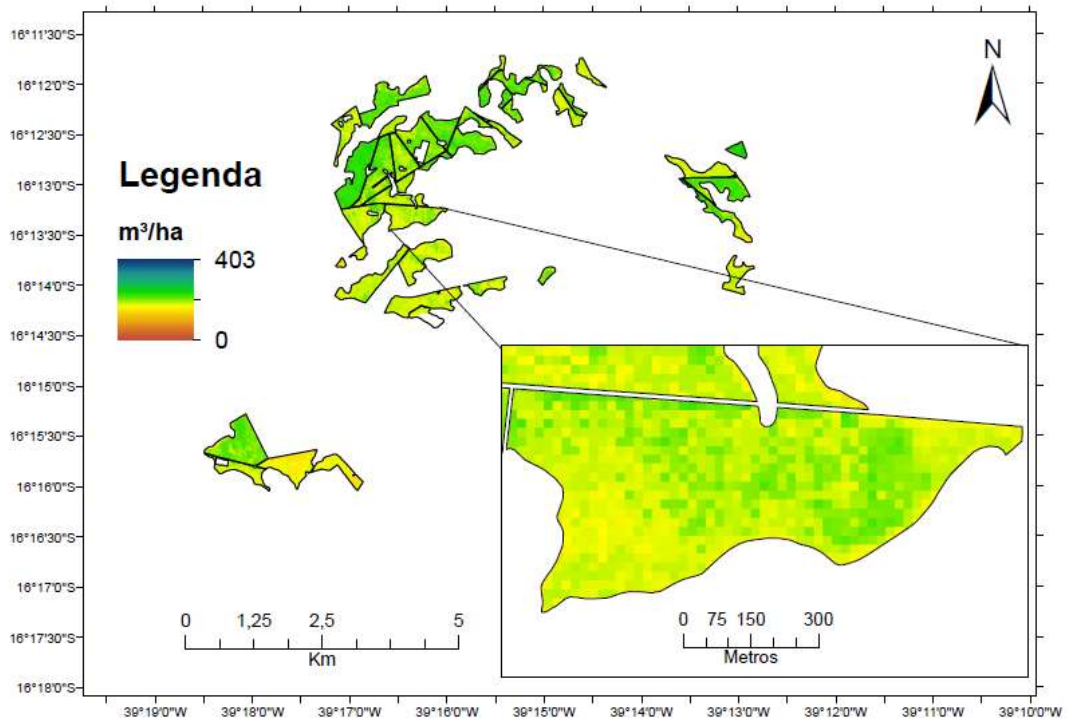 16°11'30"S
16°12'0"S
16°12'30"S
16°13'0"S
16°13'30"S
16°14'0"S
16°14'30"S
16°15'0"S
16°15'30"S
16°16'0"S
16°16'30"S
16°17'0"S
16°17'30"S
16°18'0"S
N
Legenda
m³/ha
403
0
0 1,25 2,5 5
Km
0 75 150 300
Metros
39°19'0"W 39°18'0"W 39°17'0"W 39°16'0"W 39°15'0"W 39°14'0"W 39°13'0"W 39°12'0"W 39°11'0"W 39°10'0"W